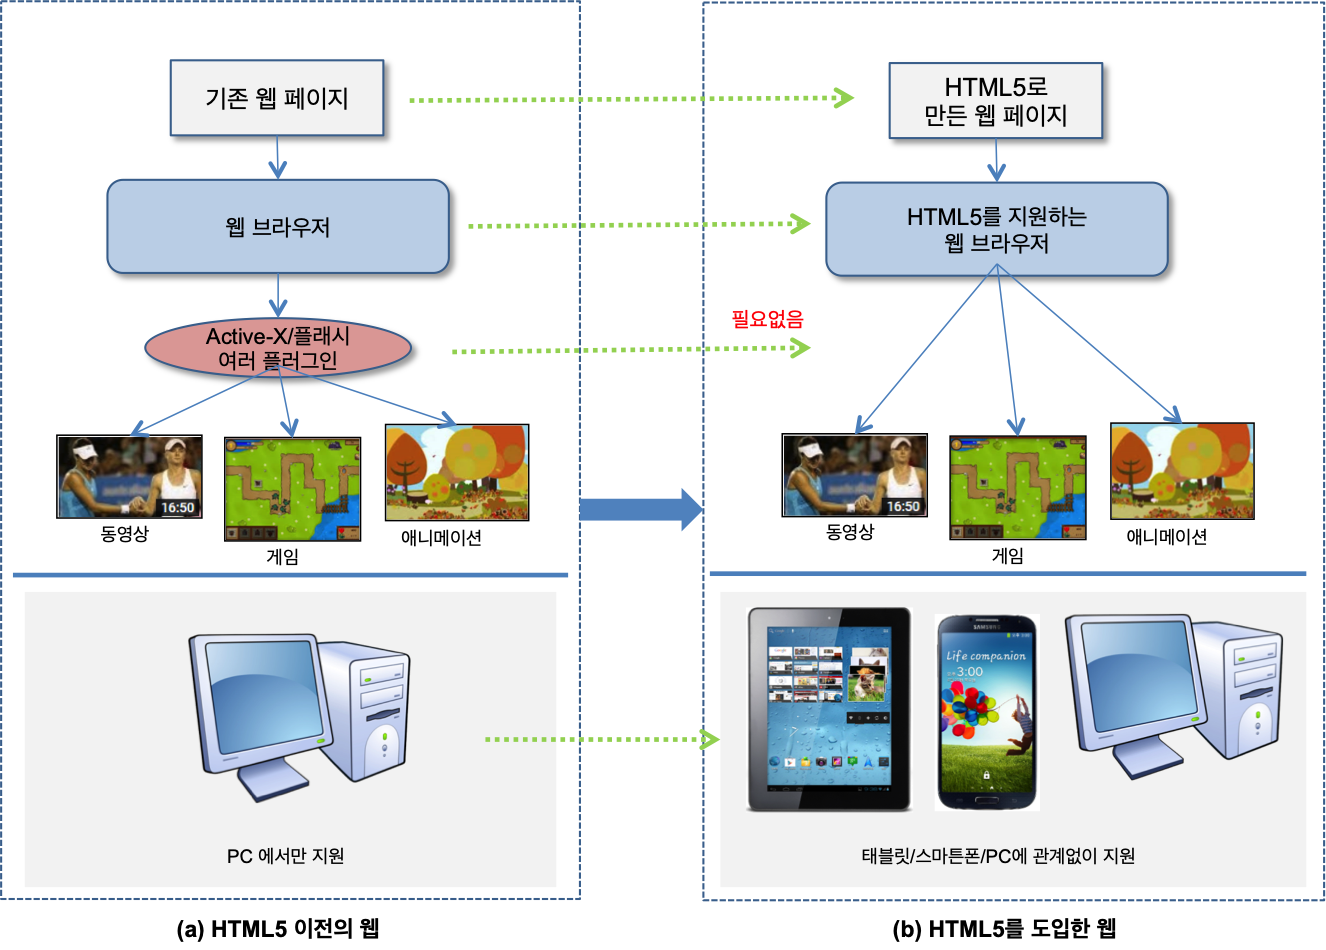 기존 웹 페이지
웹 브라우저
Active-X/플래시
여러 플러그인
16:50
동영상
게임
애니메이션
PC 에서만 지원
(a) HTML5 이전의 웹
HTML5로
만든 웹 페이지
HTML5를 지원하는
웹 브라우저
필요없음
16:50
동영상
게임
애니메이션
SAMSUNG
Life companion
3:00
태블릿/스마트폰/PC에 관계없이 지원
(b) HTML5를 도입한 웹